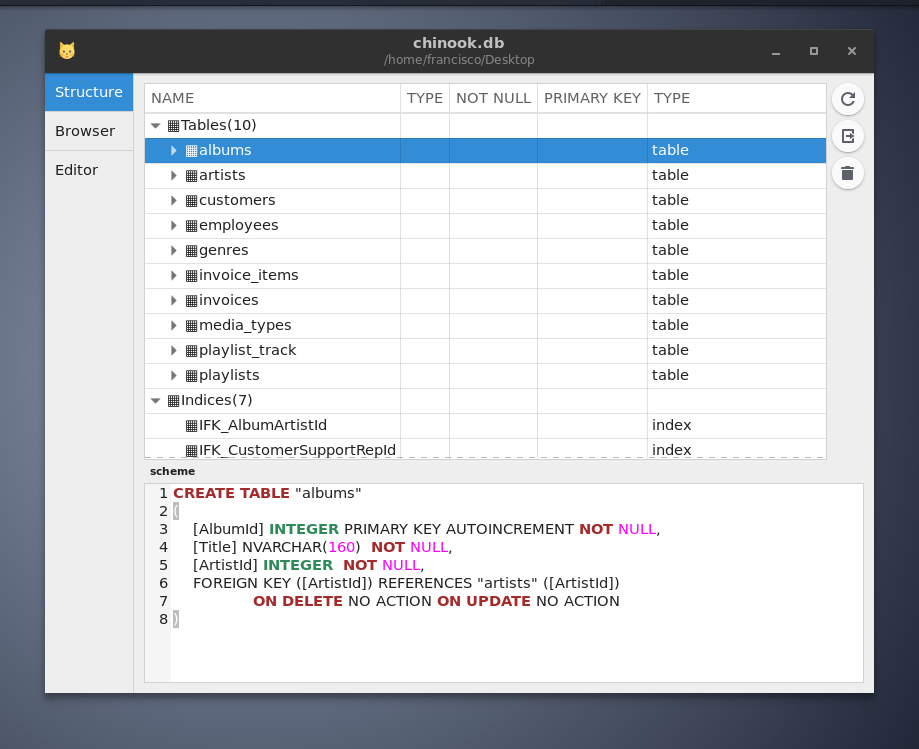 chinook.db
/home/francisco/Desktop
Structure
Browser
Editor
NAME TYPE NOT NULL PRIMARY KEY TYPE
Tables(10)
albums table
artists table
customers table
employees table
genres table
invoice_items table
invoices table
media_types table
playlist_track table
playlists table
Indices(7)
IFK_AlbumArtistId index
IFK_CustomerSupportRepId index
scheme
1 CREATE TABLE "albums"
2 (
3 [AlbumId] INTEGER PRIMARY KEY AUTOINCREMENT NOT NULL,
4 [Title] NVARCHAR(160)  NOT NULL,
5 [ArtistId] INTEGER  NOT NULL,
6 FOREIGN KEY ([ArtistId]) REFERENCES "artists" ([ArtistId])
7 ON DELETE NO ACTION ON UPDATE NO ACTION
8 )